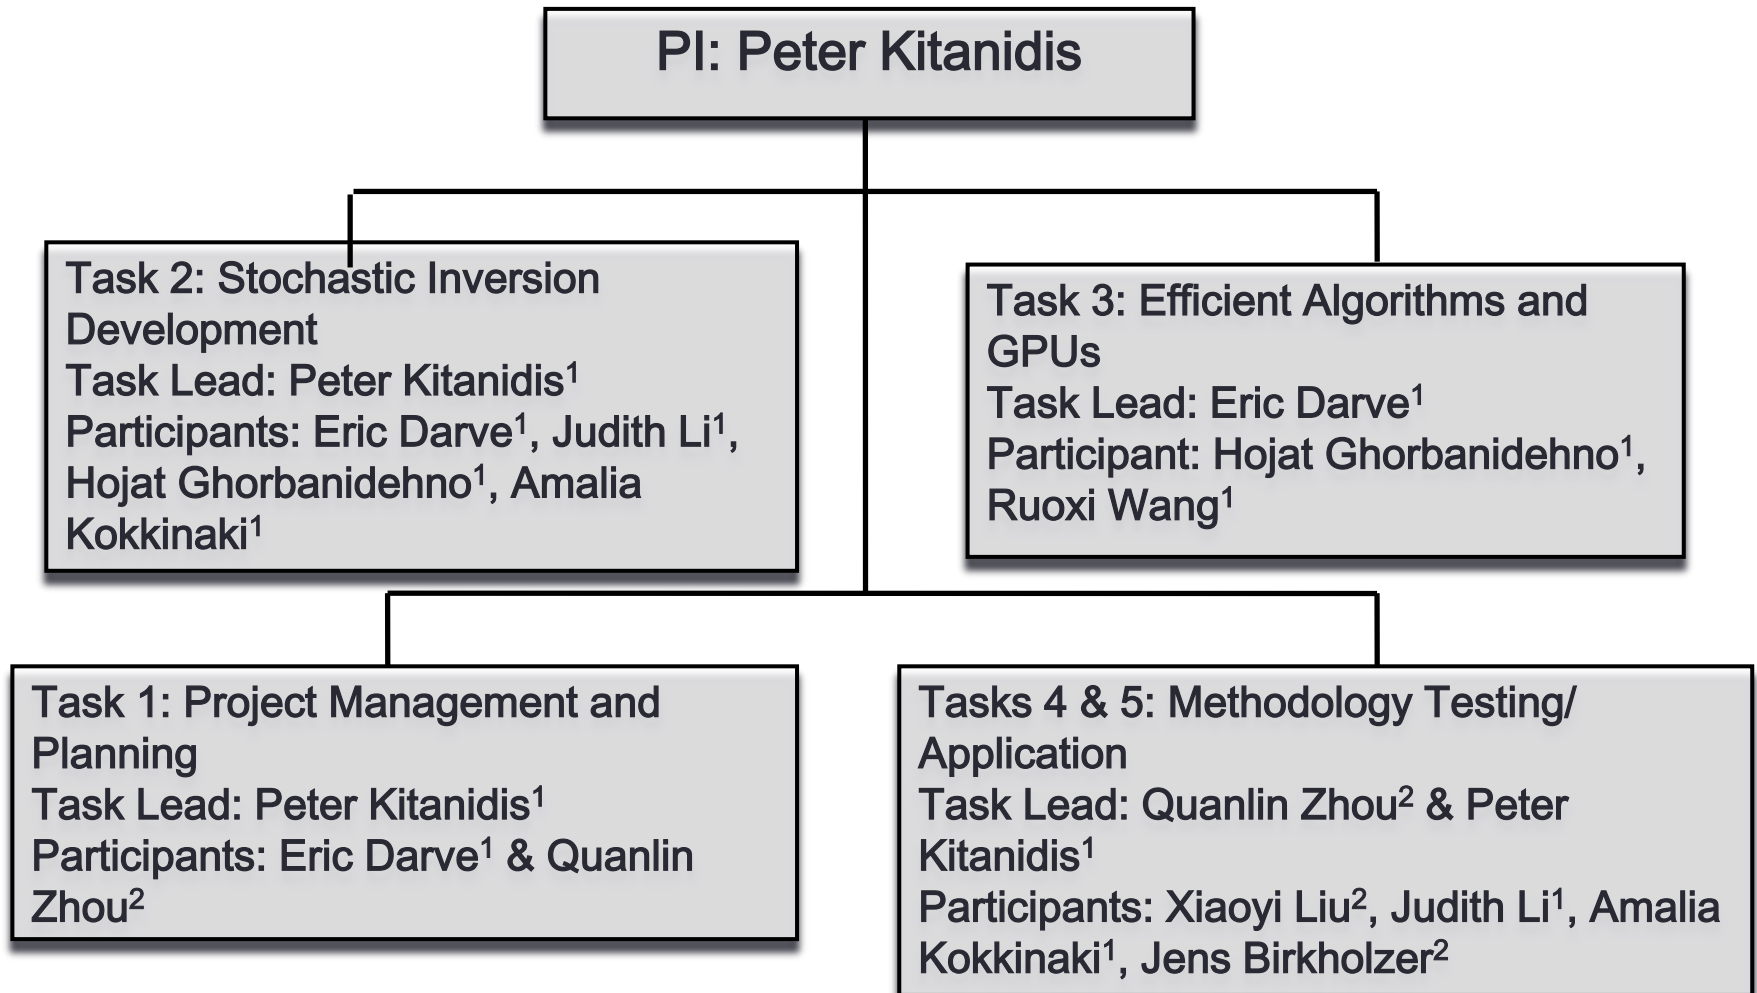 PI: Peter Kitanidis
Task 2: Stochastic Inversion
Development
Task Lead: Peter Kitanidis¹
Participants: Eric Darve¹, Judith Li¹,
Hojat Ghorbanidehno¹, Amalia
Kokkinaki¹
Task 3: Efficient Algorithms and
GPUs
Task Lead: Eric Darve¹
Participant: Hojat Ghorbanidehno¹,
Ruoxi Wang¹
Task 1: Project Management and
Planning
Task Lead: Peter Kitanidis¹
Participants: Eric Darve¹ & Quanlin
Zhou²
Tasks 4 & 5: Methodology Testing/
Application
Task Lead: Quanlin Zhou² & Peter
Kitanidis¹
Participants: Xiaoyi Liu², Judith Li¹, Amalia
Kokkinaki¹, Jens Birkholzer²